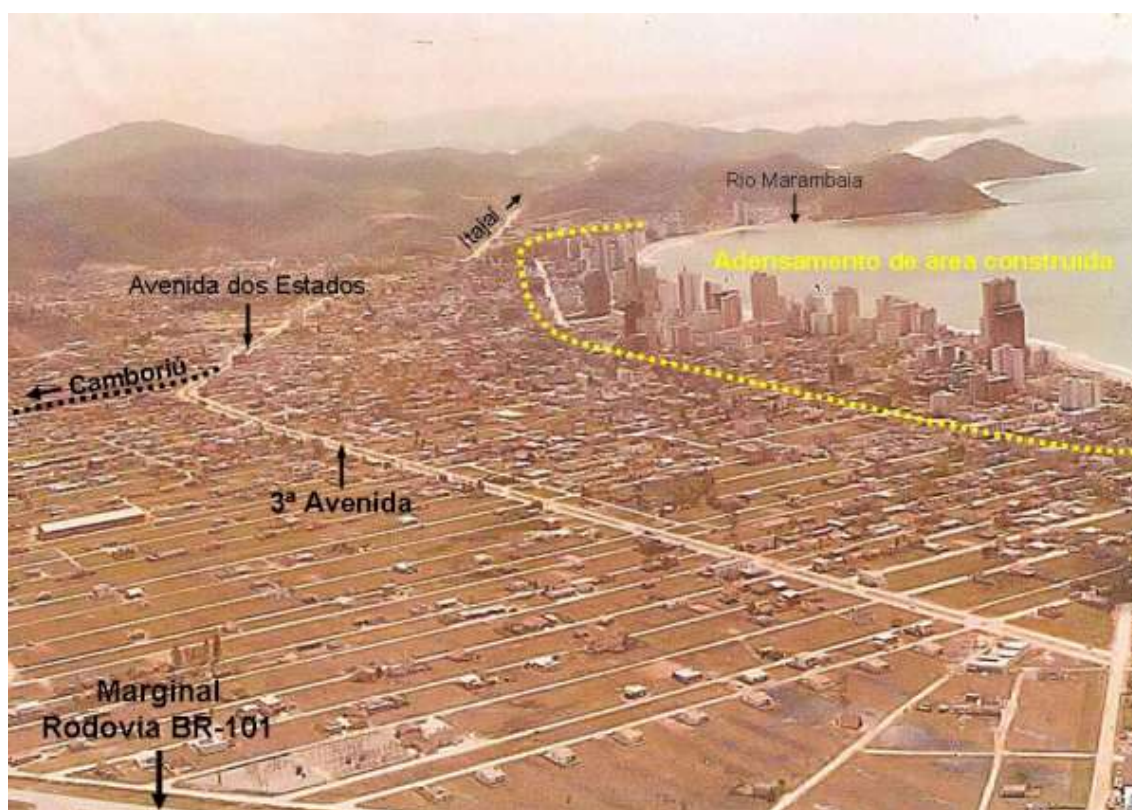 Rio Marambaia
Itajaí
Adensamento de área construída
Avenida dos Estados
Camboriú
3ª Avenida
Marginal
Rodovia BR-101